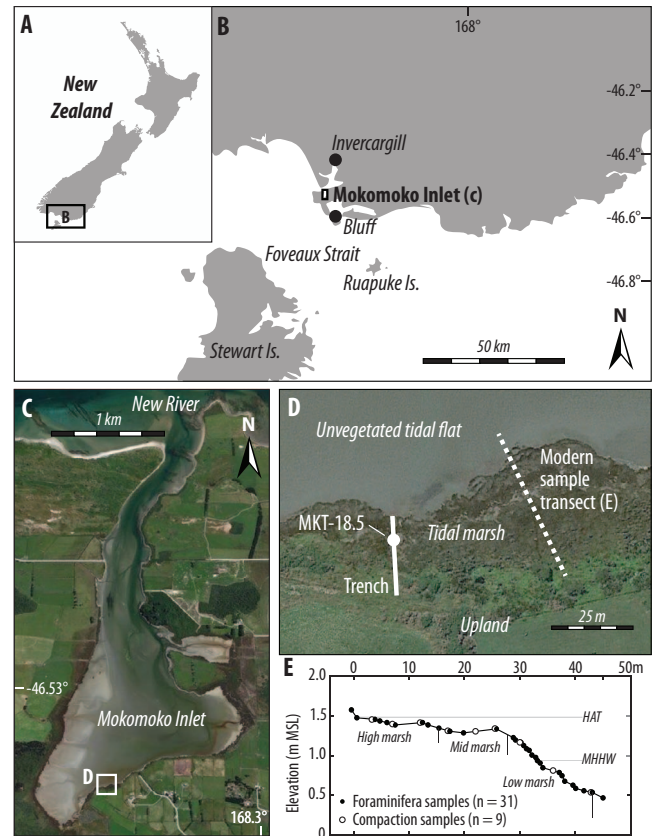 A
New
Zealand
B
B
168°
-46.2°
-46.4°
-46.6°
-46.8°
Invercargill
Mokomoko Inlet (c)
Bluff
Foveaux Strait
Ruapuke Is.
Stewart Is.
50 km
N
C
New River
1 km
N
-46.53°
Mokomoko Inlet
D
168.3°
D
Unvegetated tidal flat
Modern
sample
transect (E)
MKT-18.5
Tidal marsh
Trench
Upland
25 m
E
0
10
20
30
40
50m
2.0
1.5
1.0
0.5
0
Elevation (m MSL)
HAT
MHHW
High marsh
Mid marsh
Low marsh
Foraminifera samples (n = 31)
Compaction samples (n = 9)